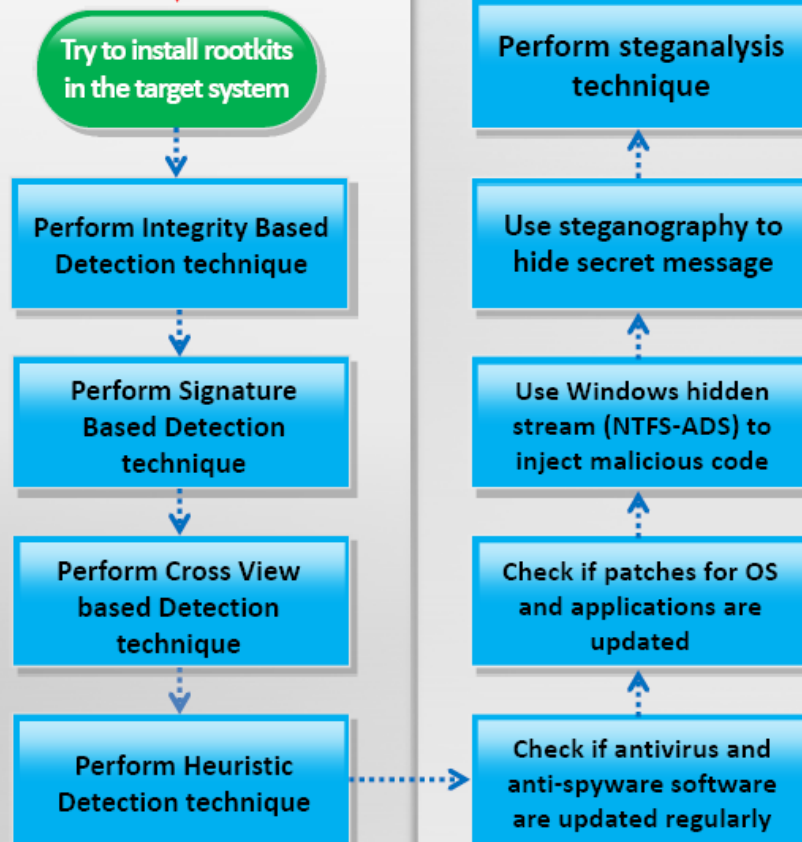 Try to install rootkits
in the target system
Perform Integrity Based
Detection technique
Perform Signature
Based Detection
technique
Perform Cross View
based Detection
technique
Perform Heuristic
Detection technique
Check if antivirus and
anti-spyware software
are updated regularly
Check if patches for OS
and applications are
updated
Use Windows hidden
stream (NTFS-ADS) to
inject malicious code
Use steganography to
hide secret message
Perform steganalysis
technique